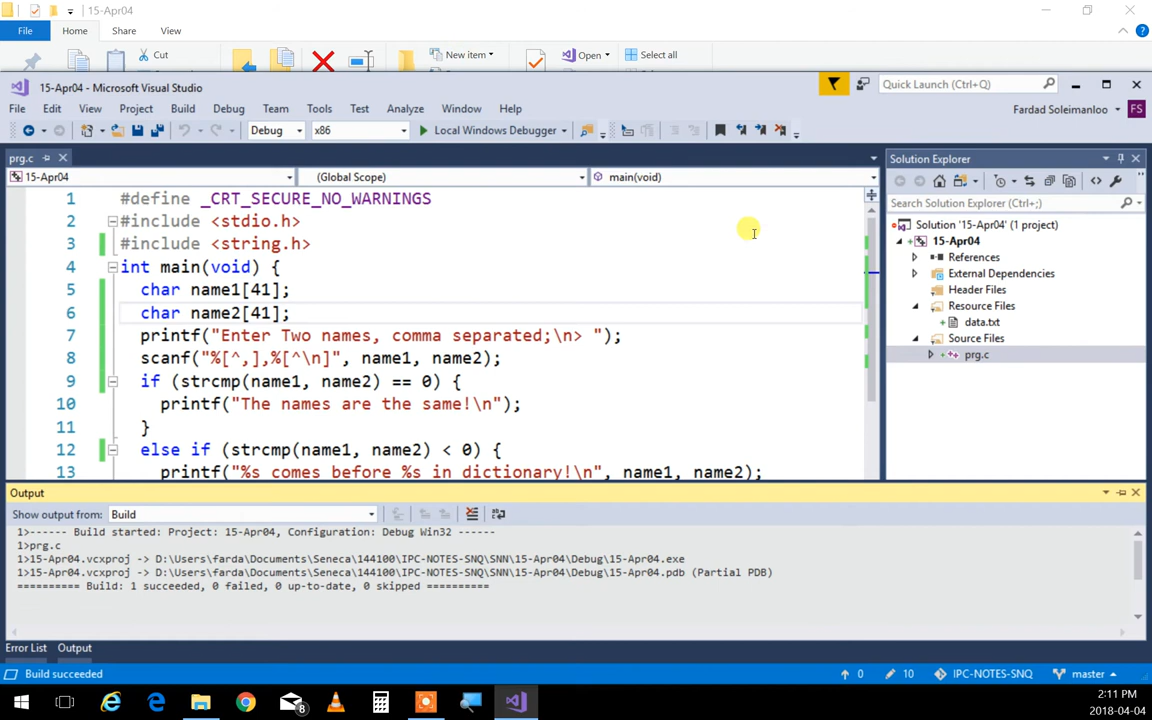 15-Apr04
File Home Share View
Cut New item Open Select all
15-Apr04 - Microsoft Visual Studio
Quick Launch (Ctrl+Q)
File Edit View Project Build Debug Team Tools Test Analyze Window Help
Fardad Soleimanloo FS
Debug x86 Local Windows Debugger
prg.c
15-Apr04 (Global Scope) main(void)
1 #define _CRT_SECURE_NO_WARNINGS
2 #include <stdio.h>
3 #include <string.h>
4 int main(void) {
5 char name1[41];
6 char name2[41];
7 printf("Enter Two names, comma separated;\n> ");
8 scanf("%[^,],%[^\n]", name1, name2);
9 if (strcmp(name1, name2) == 0) {
10 printf("The names are the same!\n");
11 }
12 else if (strcmp(name1, name2) < 0) {
13 printf("%s comes before %s in dictionary!\n", name1, name2);
Solution Explorer
Search Solution Explorer (Ctrl+;)
Solution '15-Apr04' (1 project)
15-Apr04
References
External Dependencies
Header Files
Resource Files
data.txt
Source Files
prg.c
Output
Show output from: Build
1>------ Build started: Project: 15-Apr04, Configuration: Debug Win32 ------
1>prg.c
1>15-Apr04.vcxproj -> D:\Users\farda\Documents\Seneca\144100\IPC-NOTES-SNQ\SNN\15-Apr04\Debug\15-Apr04.exe
1>15-Apr04.vcxproj -> D:\Users\farda\Documents\Seneca\144100\IPC-NOTES-SNQ\SNN\15-Apr04\Debug\15-Apr04.pdb (Partial PDB)
========== Build: 1 succeeded, 0 failed, 0 up-to-date, 0 skipped ==========
Error List Output
Build succeeded 0 10 IPC-NOTES-SNQ master
8
2:11 PM
2018-04-04